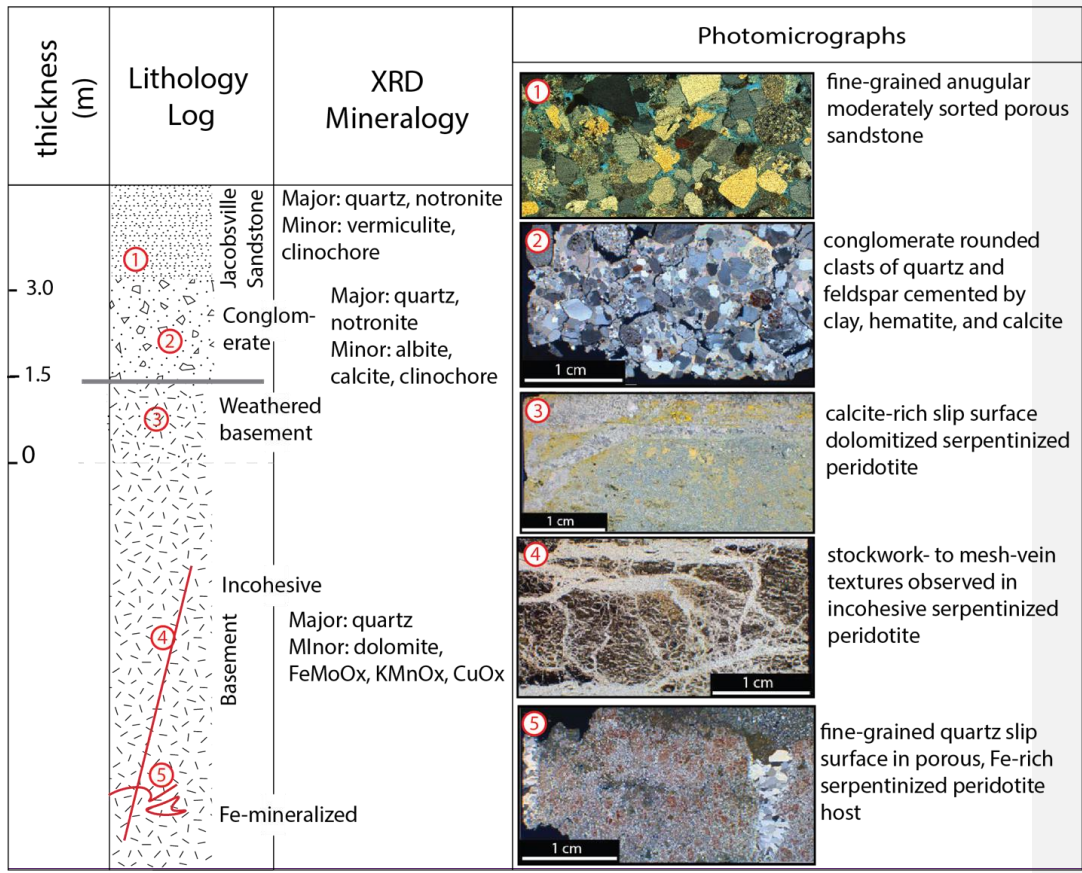 thickness
(m)
Lithology
Log
XRD
Mineralogy
Photomicrographs
3.0
1.5
0
Jacobsville
Sandstone
Conglom-
erate
Weathered
basement
Incohesive
Basement
Fe-mineralized
1
2
3
4
5
Major: quartz, notronite
Minor: vermiculite,
clinochore
Major: quartz,
notronite
Minor: albite,
calcite, clinochore
Major: quartz
MInor: dolomite,
FeMoOx, KMnOx, CuOx
1
fine-grained anugular
moderately sorted porous
sandstone
2
1 cm
conglomerate rounded
clasts of quartz and
feldspar cemented by
clay, hematite, and calcite
3
1 cm
calcite-rich slip surface
dolomitized serpentinized
peridotite
4
1 cm
stockwork- to mesh-vein
textures observed in
incohesive serpentinized
peridotite
5
1 cm
fine-grained quartz slip
surface in porous, Fe-rich
serpentinized peridotite
host